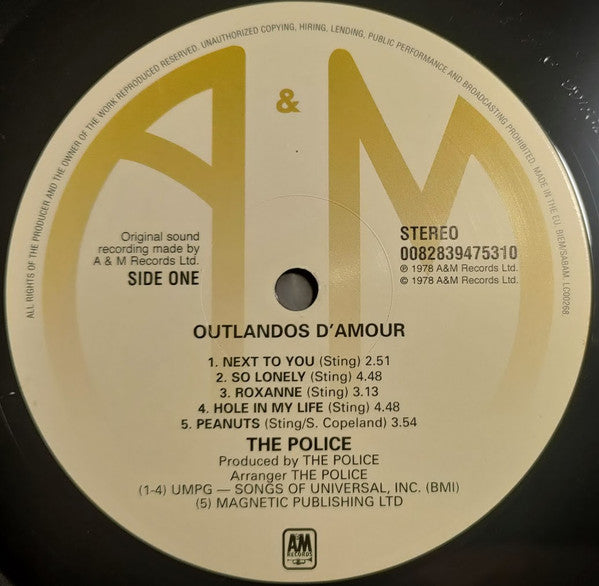 ALL RIGHTS OF THE PRODUCER AND THE OWNER OF THE WORK REPRODUCED RESERVED. UNAUTHORIZED COPYING, HIRING, LENDING, PUBLIC PERFORMANCE AND BROADCASTING PROHIBITED. MADE IN THE EU. BIEM/SABAM. LC00268.
A & M
Original sound
recording made by
A & M Records Ltd.
SIDE ONE
STEREO
0082839475310
℗ 1978 A&M Records Ltd.
© 1978 A&M Records Ltd.
OUTLANDOS D'AMOUR
1. NEXT TO YOU (Sting) 2.51
2. SO LONELY (Sting) 4.48
3. ROXANNE (Sting) 3.13
4. HOLE IN MY LIFE (Sting) 4.48
5. PEANUTS (Sting/S. Copeland) 3.54
THE POLICE
Produced by THE POLICE
Arranger THE POLICE
(1-4) UMPG — SONGS OF UNIVERSAL, INC. (BMI)
(5) MAGNETIC PUBLISHING LTD
A&M
RECORDS